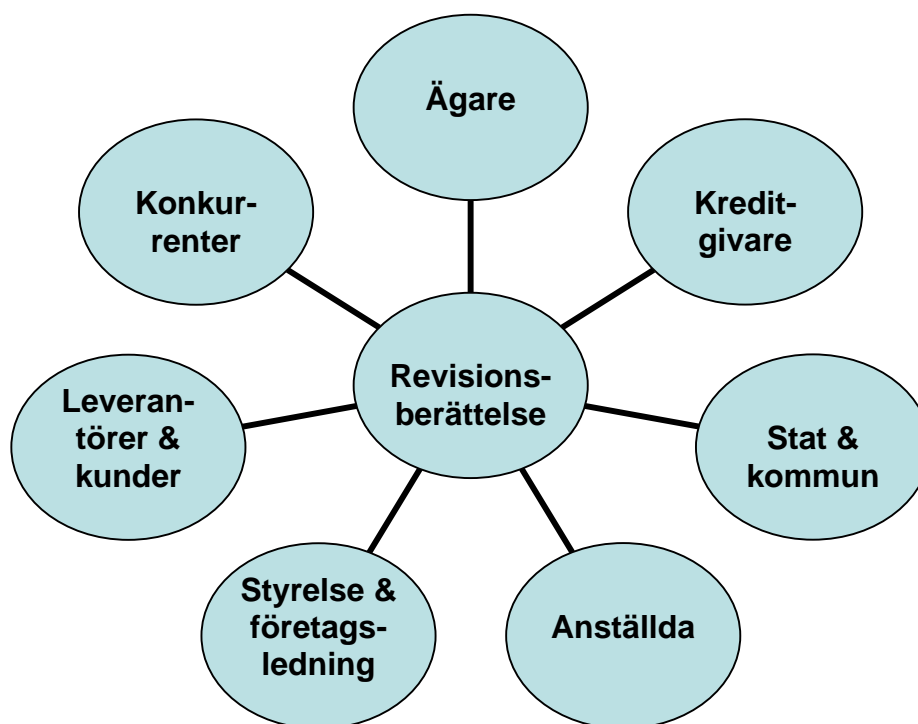 Ägare
Konkur-
renter
Kredit-
givare
Revisions-
berättelse
Leveran-
törer &
kunder
Stat &
kommun
Styrelse &
företags-
ledning
Anställda